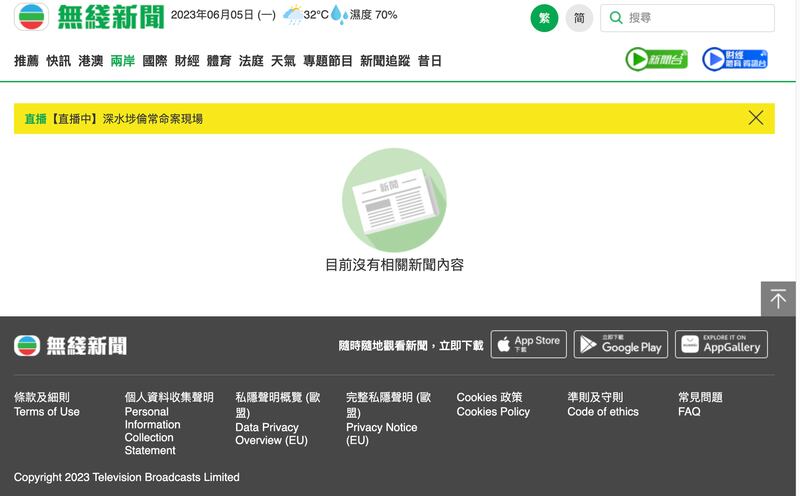 無綫新聞
2023年06月05日 (一)
32°C
濕度 70%
繁
简
搜尋
推薦 快訊 港澳 兩岸 國際 財經 體育 法庭 天氣 專題節目 新聞追蹤 昔日
新聞台
財經
體育 資訊台
直播【直播中】深水埗倫常命案現場
新聞
目前沒有相關新聞內容
無綫新聞
隨時隨地觀看新聞，立即下載
App Store
下載
立即下載
Google Play
EXPLORE IT ON
AppGallery
條款及細則
Terms of Use
個人資料收集聲明
Personal
Information
Collection
Statement
私隱聲明概覽 (歐
盟)
Data Privacy
Overview (EU)
完整私隱聲明 (歐
盟)
Privacy Notice
(EU)
Cookies 政策
Cookies Policy
準則及守則
Code of ethics
常見問題
FAQ
Copyright 2023 Television Broadcasts Limited